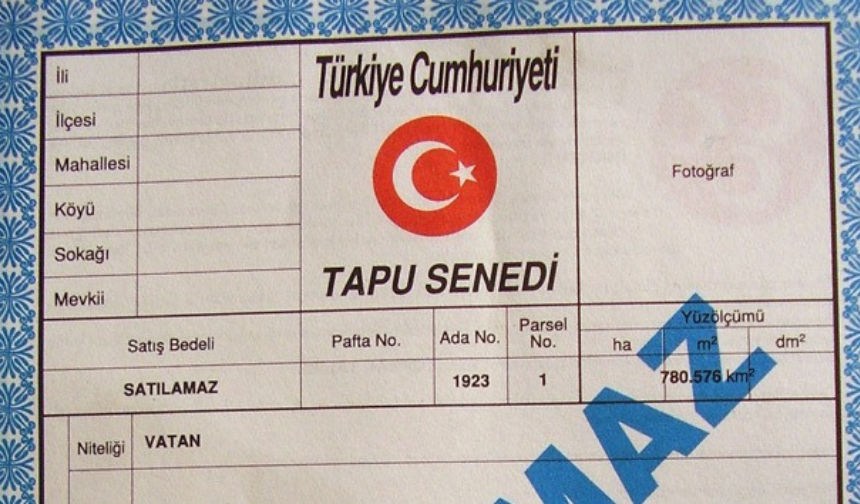 İli
İlçesi
Mahallesi
Köyü
Sokağı
Mevkii
Türkiye Cumhuriyeti
TAPU SENEDİ
Fotoğraf
Satış Bedeli
Pafta No.
Ada No.
Parsel
No.
Yüzölçümü
ha
m²
dm²
SATILAMAZ
1923
1
780.576 km²
Niteliği
VATAN
MAZ